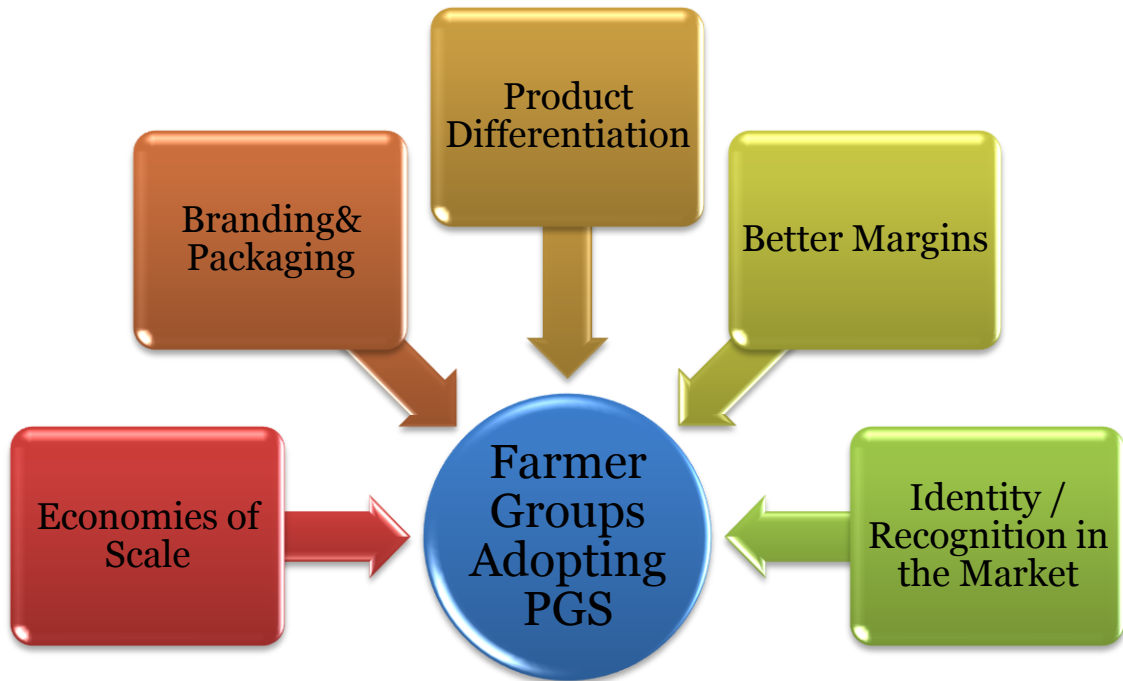 Product
Differentiation
Branding&
Packaging
Better Margins
Economies of
Scale
Farmer
Groups
Adopting
PGS
Identity /
Recognition in
the Market